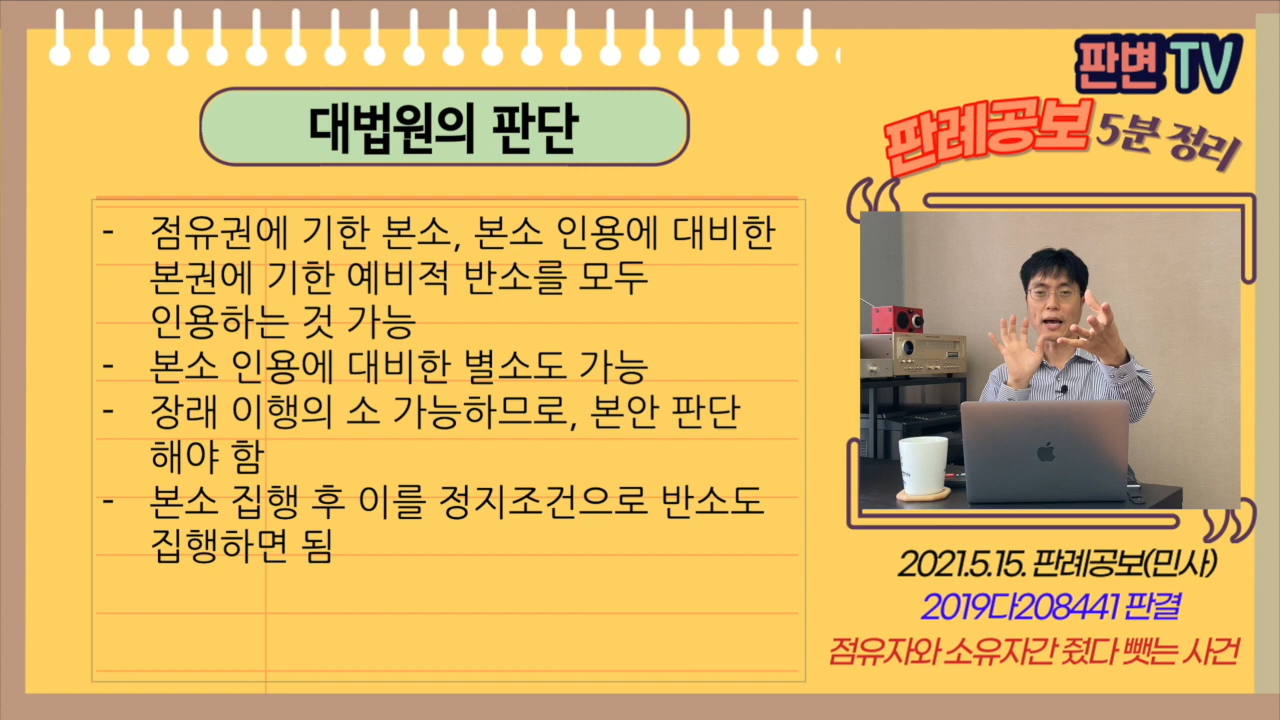 판변 TV
판례공보 5분 정리
대법원의 판단
- 점유권에 기한 본소, 본소 인용에 대비한
본권에 기한 예비적 반소를 모두
인용하는 것 가능
- 본소 인용에 대비한 별소도 가능
- 장래 이행의 소 가능하므로, 본안 판단
해야 함
- 본소 집행 후 이를 정지조건으로 반소도
집행하면 됨
2021.5.15. 판례공보(민사)
2019다208441 판결
점유자와 소유자간 줬다 뺏는 사건